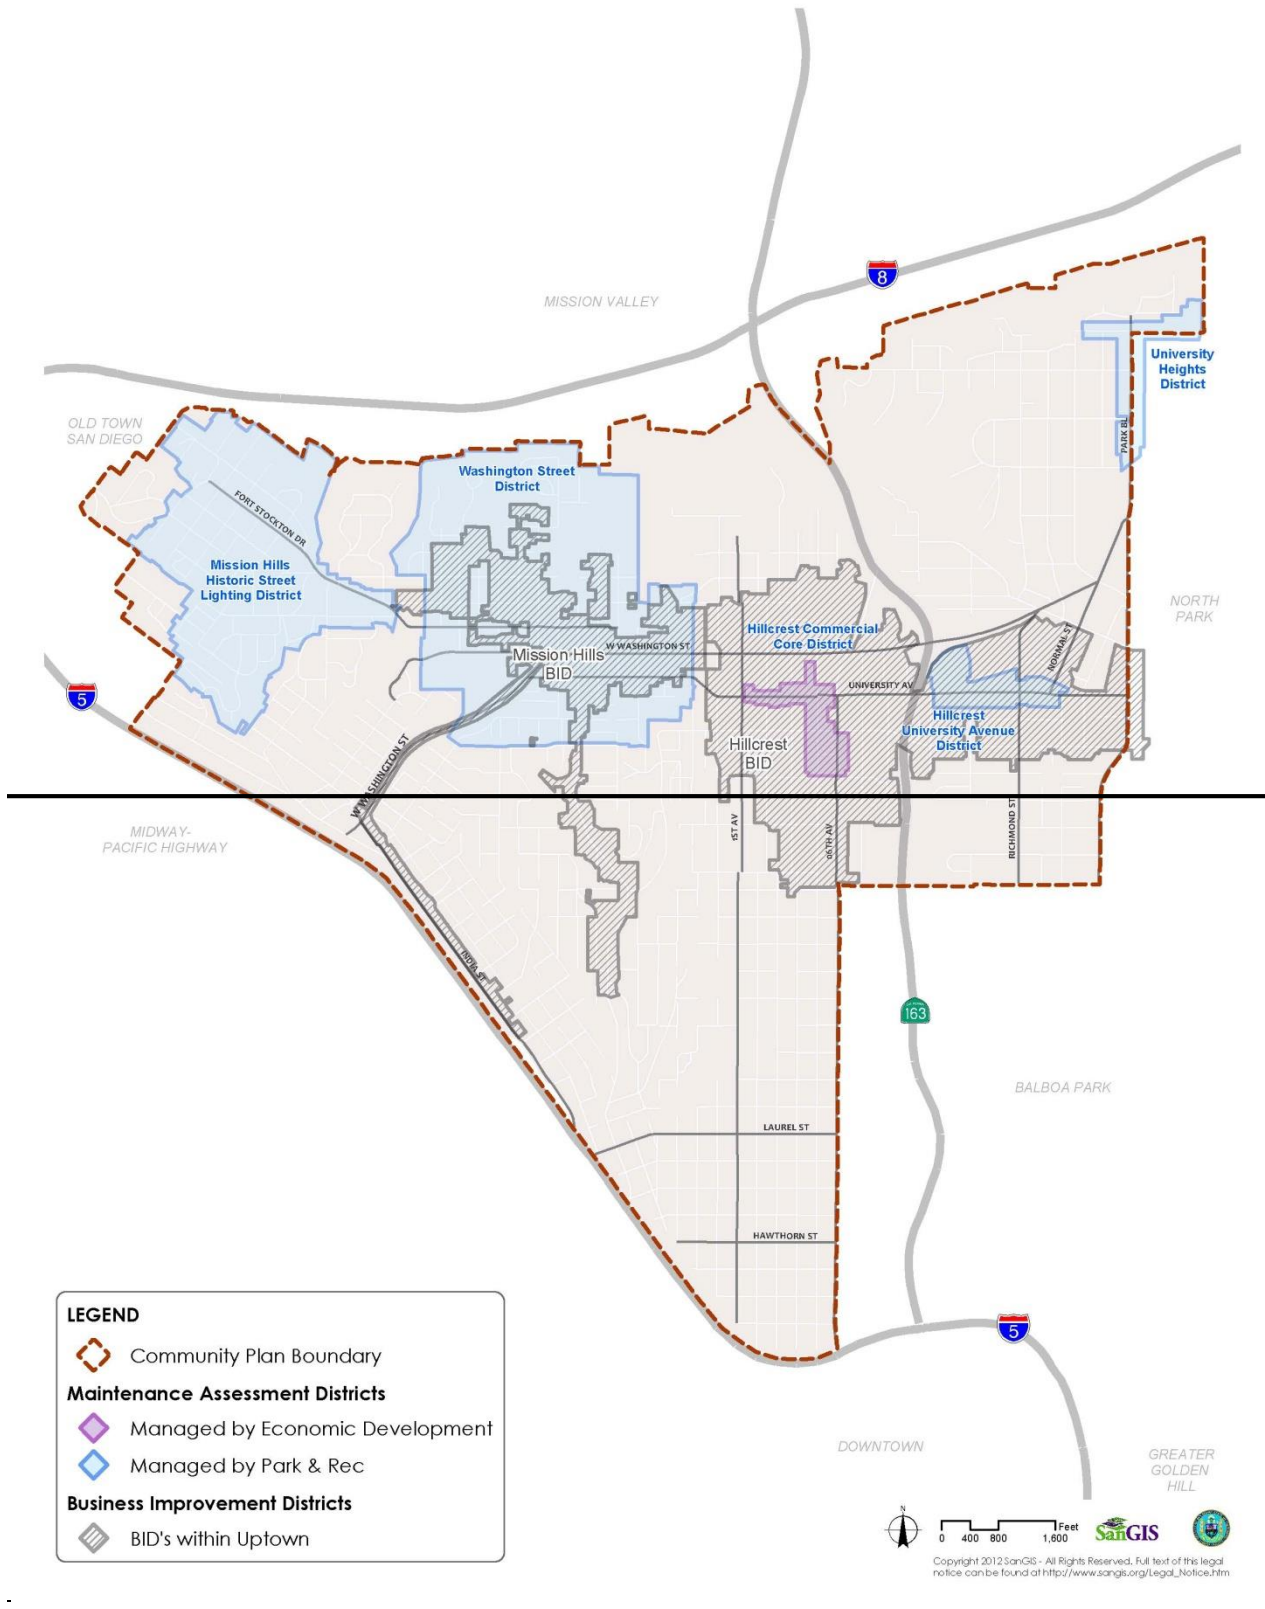 8
MISSION VALLEY
University
Heights
District
OLD TOWN
SAN DIEGO
PARK BL
Washington Street
District
FORT STOCKTON DR
Mission Hills
Historic Street
Lighting District
NORTH
PARK
Hillcrest Commercial
Core District
NORMAL ST
W WASHINGTON ST
Mission Hills
BID
UNIVERSITY AV
5
Hillcrest
University Avenue
District
Hillcrest
BID
W WASHINGTON ST
MIDWAY-
PACIFIC HIGHWAY
1ST AV
06TH AV
RICHMOND ST
INDIA ST
163
BALBOA PARK
LAUREL ST
HAWTHORN ST
5
LEGEND
Community Plan Boundary
Maintenance Assessment Districts
Managed by Economic Development
Managed by Park & Rec
Business Improvement Districts
BID's within Uptown
DOWNTOWN
GREATER
GOLDEN
HILL
N
0 400 800 1,600 Feet
SanGIS
Copyright 2012 SanGIS - All Rights Reserved. Full text of this legal
notice can be found at http://www.sangis.org/Legal_Notice.htm